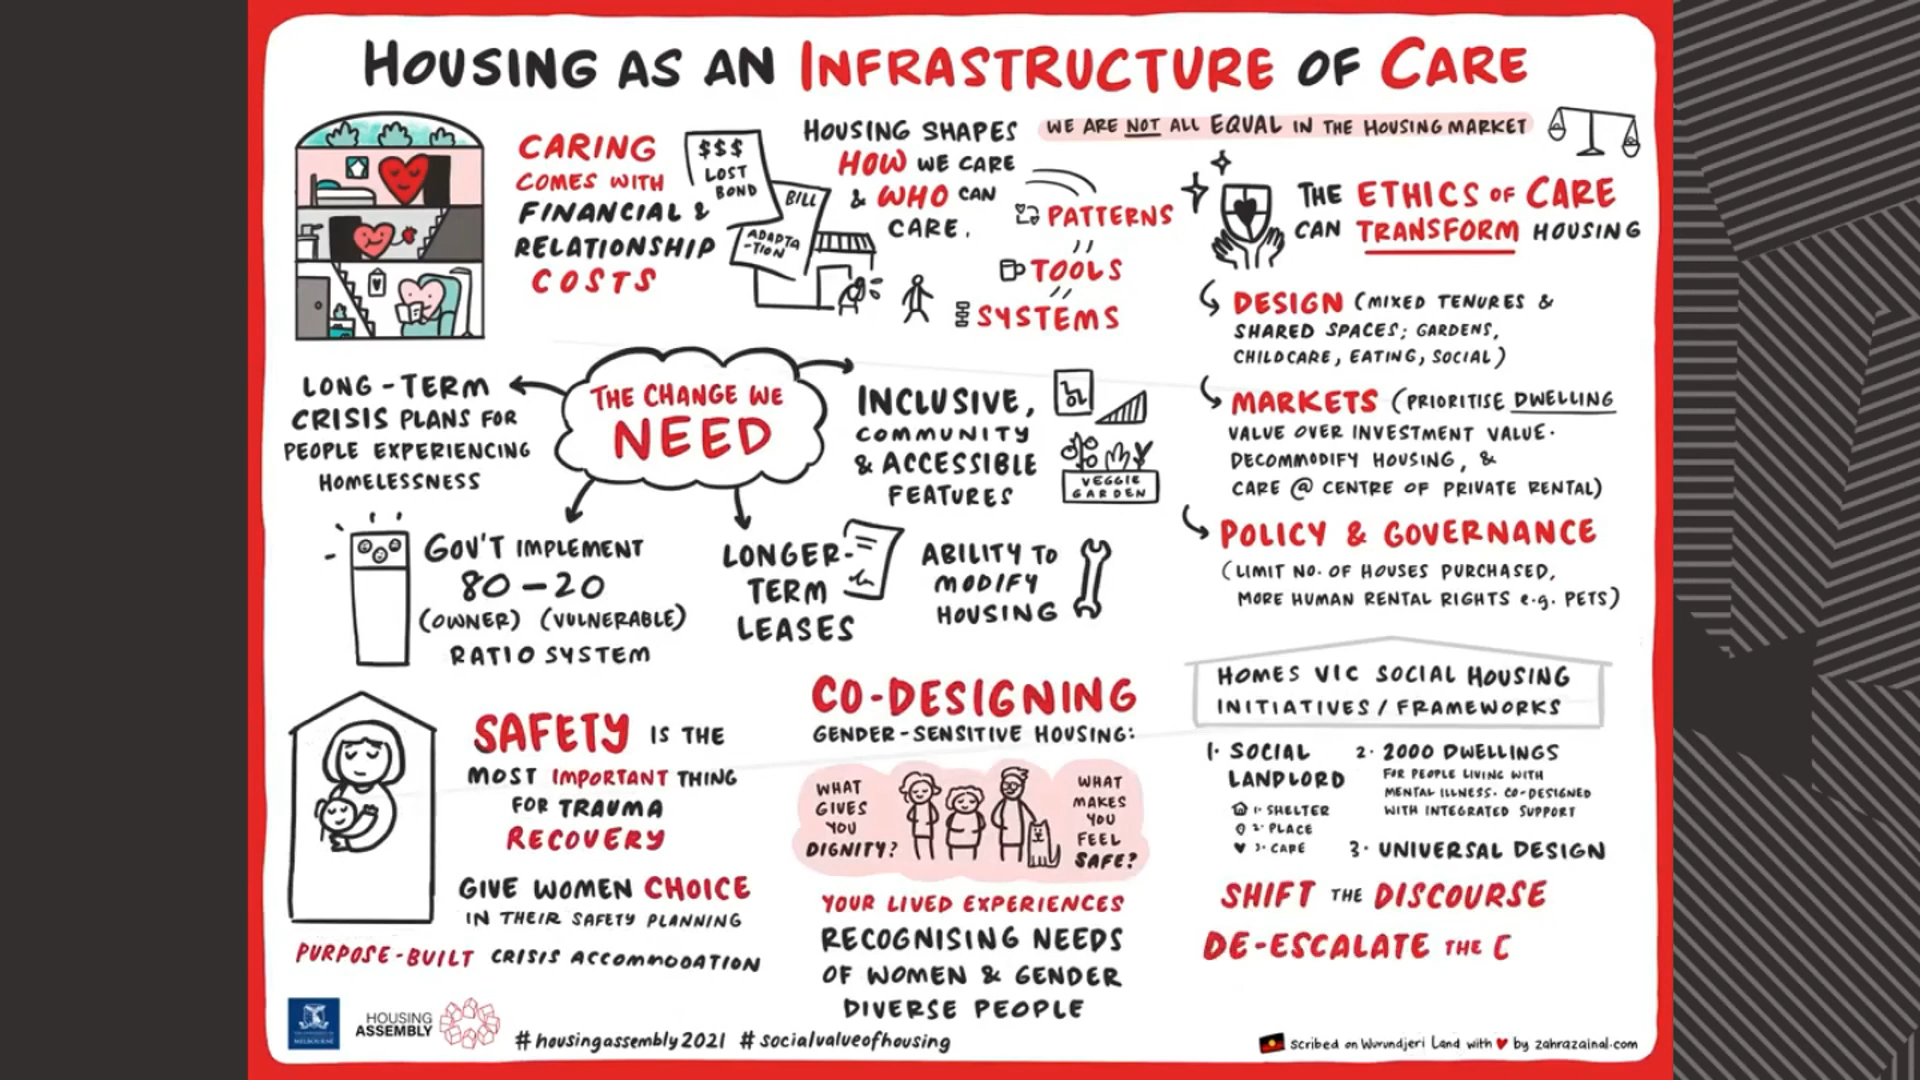 HOUSING AS AN INFRASTRUCTURE OF CARE
CARING
COMES WITH
FINANCIAL &
RELATIONSHIP
COSTS
$$$
LOST
BOND
BILL
ADAPTA
-TION
HOUSING SHAPES
HOW WE CARE
& WHO CAN
CARE.
PATTERNS
TOOLS
SYSTEMS
WE ARE NOT ALL EQUAL IN THE HOUSING MARKET
THE ETHICS OF CARE
CAN TRANSFORM HOUSING
DESIGN (MIXED TENURES &
SHARED SPACES; GARDENS,
CHILDCARE, EATING, SOCIAL)
MARKETS (PRIORITISE DWELLING
VALUE OVER INVESTMENT VALUE.
DECOMMODIFY HOUSING, &
CARE @ CENTRE OF PRIVATE RENTAL)
POLICY & GOVERNANCE
(LIMIT NO. OF HOUSES PURCHASED,
MORE HUMAN RENTAL RIGHTS e.g. PETS)
THE CHANGE WE
NEED
LONG-TERM
CRISIS PLANS FOR
PEOPLE EXPERIENCING
HOMELESSNESS
INCLUSIVE,
COMMUNITY
& ACCESSIBLE
FEATURES
VEGGIE
GARDEN
GOV'T IMPLEMENT
80-20
(OWNER) (VULNERABLE)
RATIO SYSTEM
LONGER-
TERM
LEASES
ABILITY TO
MODIFY
HOUSING
SAFETY IS THE
MOST IMPORTANT THING
FOR TRAUMA
RECOVERY
GIVE WOMEN CHOICE
IN THEIR SAFETY PLANNING
PURPOSE-BUILT CRISIS ACCOMMODATION
CO-DESIGNING
GENDER-SENSITIVE HOUSING:
WHAT
GIVES
YOU
DIGNITY?
WHAT
MAKES
YOU
FEEL
SAFE?
YOUR LIVED EXPERIENCES
RECOGNISING NEEDS
OF WOMEN & GENDER
DIVERSE PEOPLE
HOMES VIC SOCIAL HOUSING
INITIATIVES / FRAMEWORKS
1. SOCIAL
LANDLORD
1. SHELTER
2. PLACE
3. CARE
2. 2000 DWELLINGS
FOR PEOPLE LIVING WITH
MENTAL ILLNESS. CO-DESIGNED
WITH INTEGRATED SUPPORT
3. UNIVERSAL DESIGN
SHIFT THE DISCOURSE
DE-ESCALATE THE C
MELBOURNE
HOUSING
ASSEMBLY
#housingassembly2021 #socialvalueofhousing
scribed on Wurundjeri Land with ♥ by zahrazainal.com